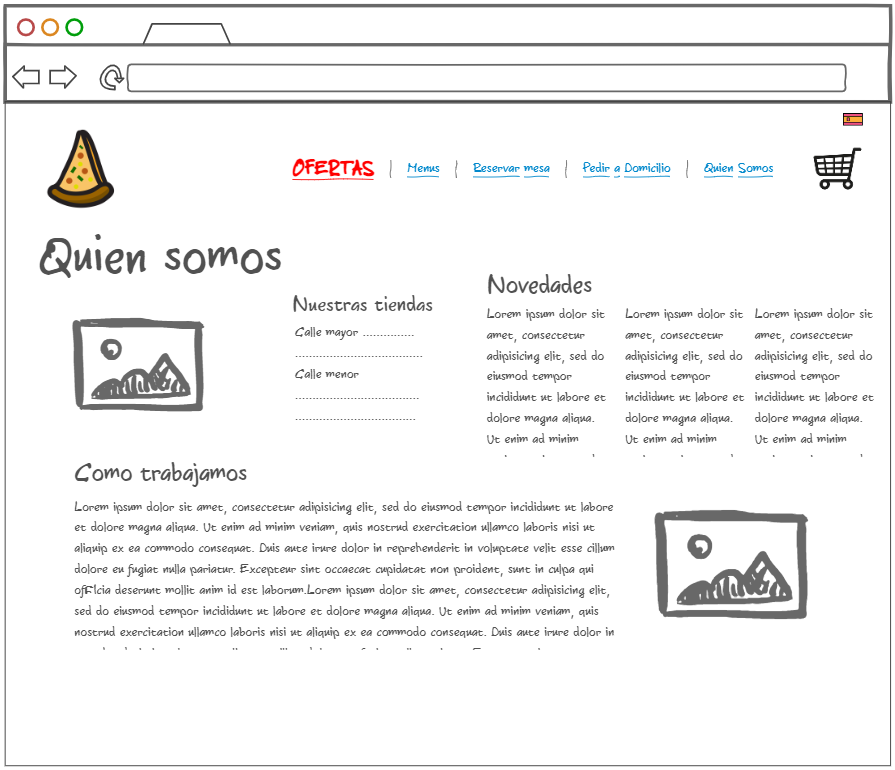 OFERTAS | Menus | Reservar mesa | Pedir a Domicilio | Quien Somos
Quien somos
Nuestras tiendas
Calle mayor ...............
......................................
Calle menor
.....................................
....................................
Novedades
Lorem ipsum dolor sit
amet, consectetur
adipisicing elit, sed do
eiusmod tempor
incididunt ut labore et
dolore magna aliqua.
Ut enim ad minim
Lorem ipsum dolor sit
amet, consectetur
adipisicing elit, sed do
eiusmod tempor
incididunt ut labore et
dolore magna aliqua.
Ut enim ad minim
Lorem ipsum dolor sit
amet, consectetur
adipisicing elit, sed do
eiusmod tempor
incididunt ut labore et
dolore magna aliqua.
Ut enim ad minim
Como trabajamos
Lorem ipsum dolor sit amet, consectetur adipisicing elit, sed do eiusmod tempor incididunt ut labore
et dolore magna aliqua. Ut enim ad minim veniam, quis nostrud exercitation ullamco laboris nisi ut
aliquip ex ea commodo consequat. Duis aute irure dolor in reprehenderit in voluptate velit esse cillum
dolore eu fugiat nulla pariatur. Excepteur sint occaecat cupidatat non proident, sunt in culpa qui
officia deserunt mollit anim id est laborum.Lorem ipsum dolor sit amet, consectetur adipisicing elit,
sed do eiusmod tempor incididunt ut labore et dolore magna aliqua. Ut enim ad minim veniam, quis
nostrud exercitation ullamco laboris nisi ut aliquip ex ea commodo consequat. Duis aute irure dolor in